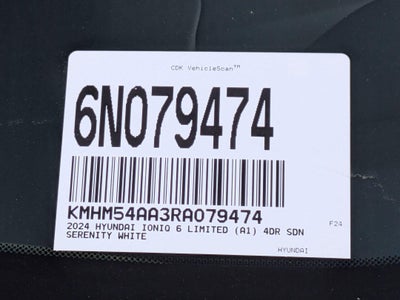 CDK VehicleScan™
6N079474
KMHM54AA3RA079474
2024 HYUNDAI IONIQ 6 LIMITED (A1) 4DR SDN F24
SERENITY WHITE
HYUNDAI